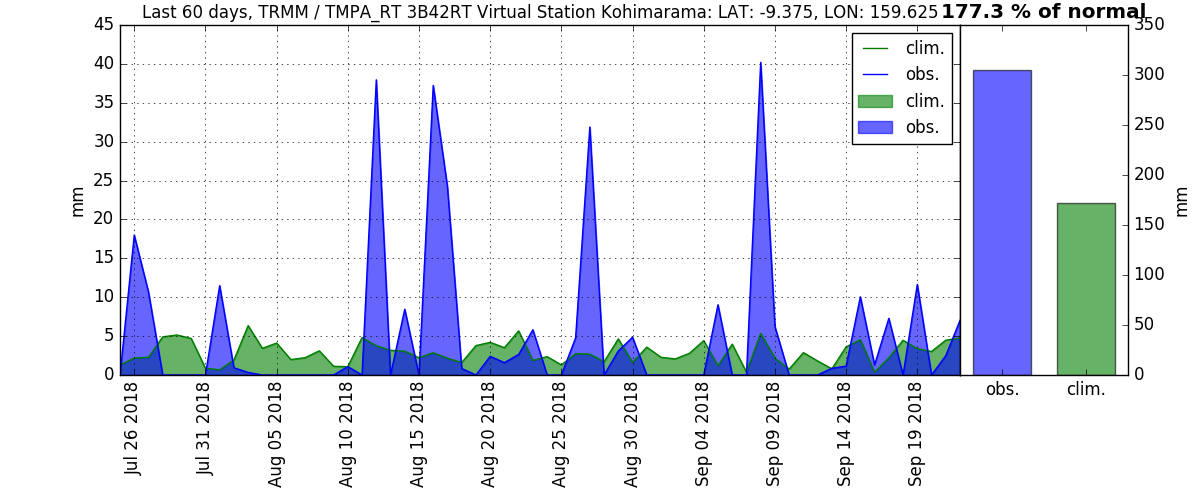 Last 60 days, TRMM / TMPA_RT 3B42RT Virtual Station Kohimarama: LAT: -9.375, LON: 159.625 177.3 % of normal
45
40
35
30
25
20
15
10
5
0
mm
clim.
obs.
clim.
obs.
350
300
250
200
150
100
50
0
mm
Jul 26 2018
Jul 31 2018
Aug 05 2018
Aug 10 2018
Aug 15 2018
Aug 20 2018
Aug 25 2018
Aug 30 2018
Sep 04 2018
Sep 09 2018
Sep 14 2018
Sep 19 2018
obs. clim.